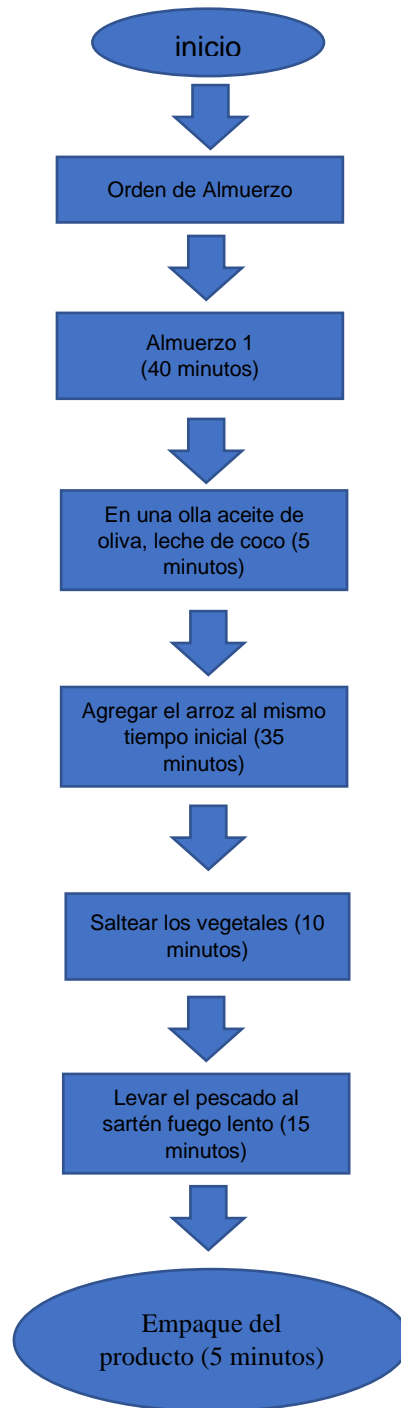 inicio
Orden de Almuerzo
Almuerzo 1
(40 minutos)
En una olla aceite de
oliva, leche de coco (5
minutos)
Agregar el arroz al mismo
tiempo inicial (35
minutos)
Saltear los vegetales (10
minutos)
Levar el pescado al
sartén fuego lento (15
minutos)
Empaque del
producto (5 minutos)